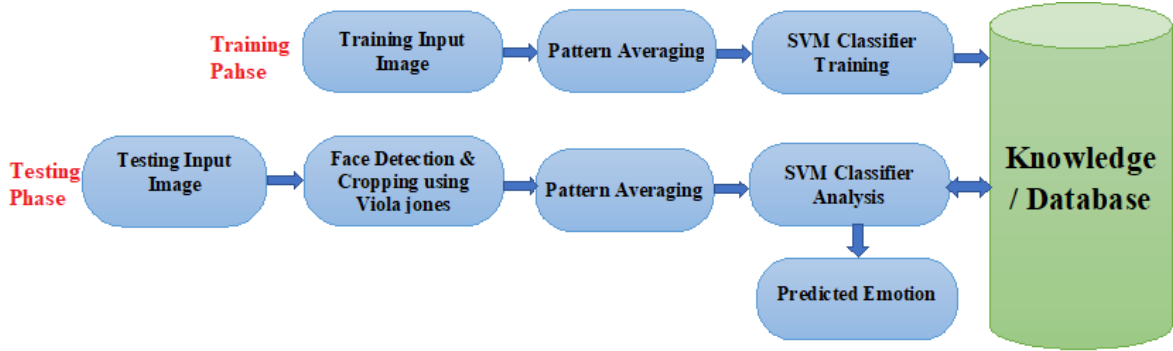 Training
Pahse
Training Input
Image
Pattern Averaging
SVM Classifier
Training
Testing
Phase
Testing Input
Image
Face Detection &
Cropping using
Viola jones
Pattern Averaging
SVM Classifier
Analysis
Predicted Emotion
Knowledge
/ Database